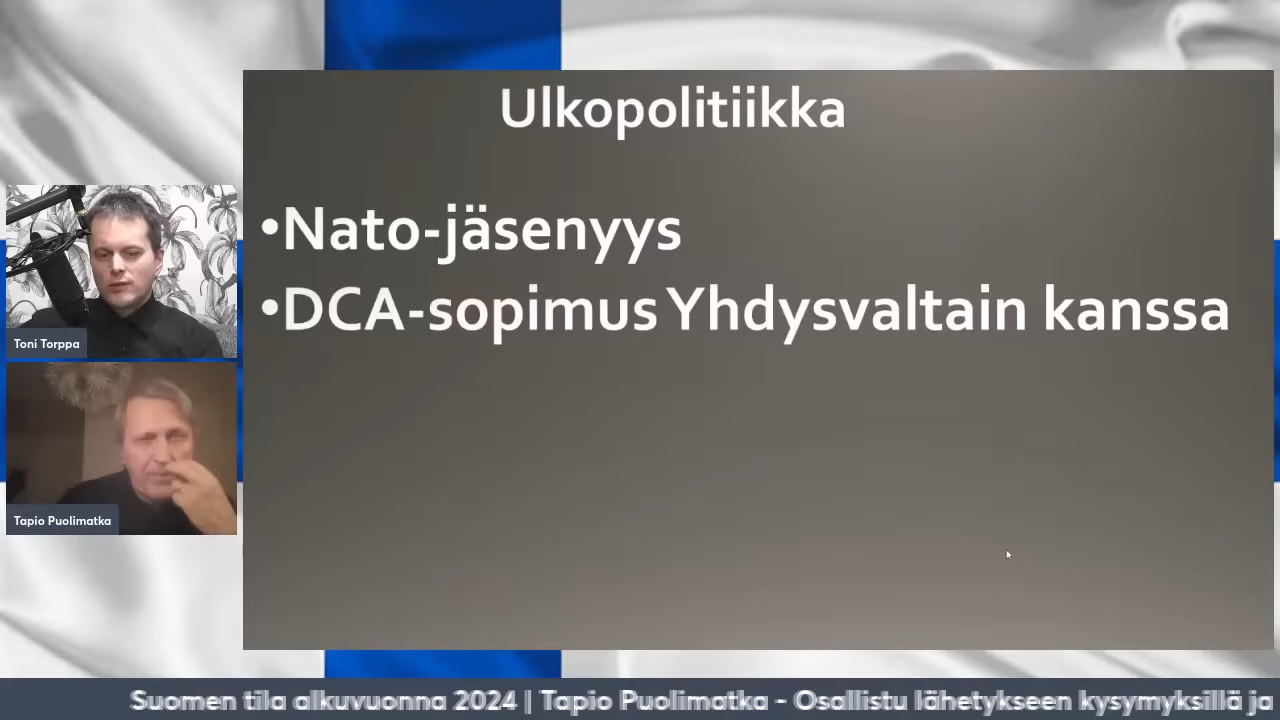 Ulkopolitiikka
•Nato-jäsenyys
•DCA-sopimus Yhdysvaltain kanssa
Toni Torppa
Tapio Puolimatka
Suomen tila alkuvuonna 2024 | Tapio Puolimatka - Osallistu lähetykseen kysymyksillä ja